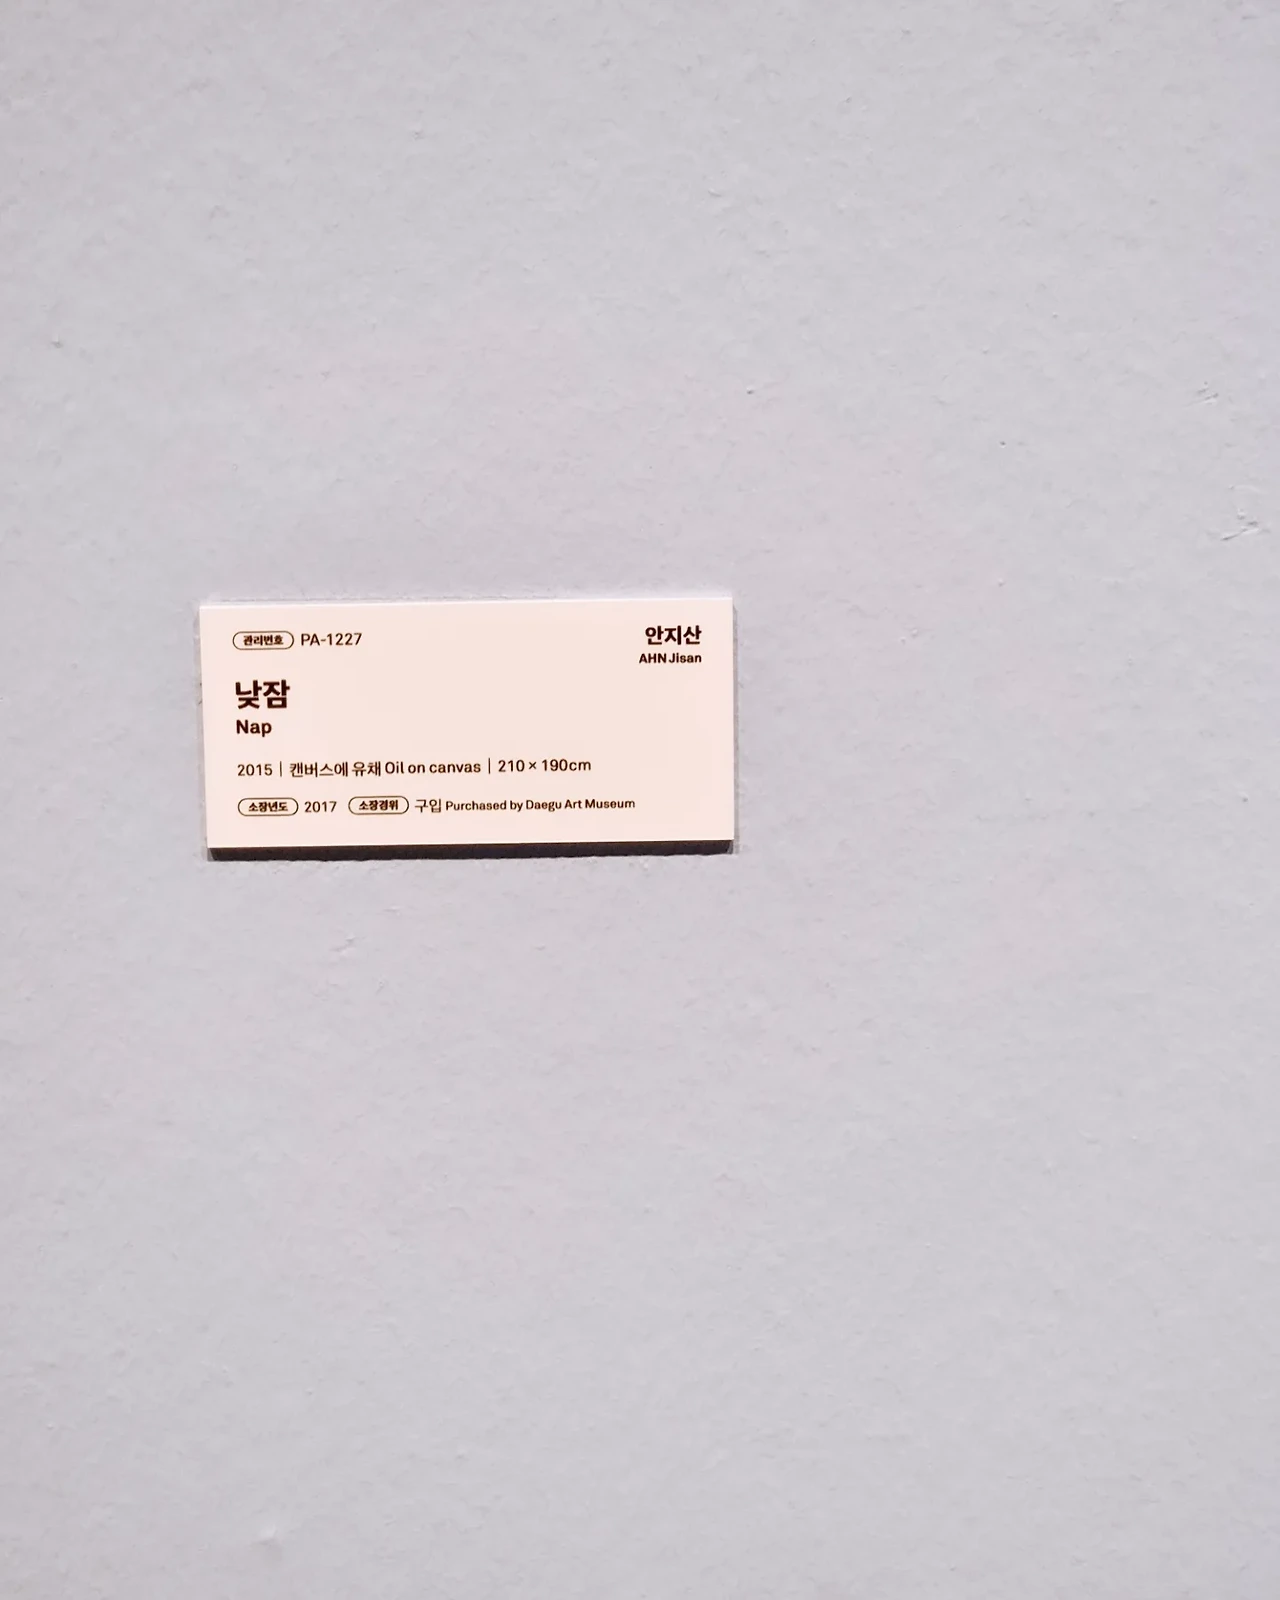 관리번호 PA-1227
안지산
AHN Jisan
낮잠
Nap
2015 | 캔버스에 유채 Oil on canvas | 210 × 190cm
소장년도 2017 소장경위 구입 Purchased by Daegu Art Museum